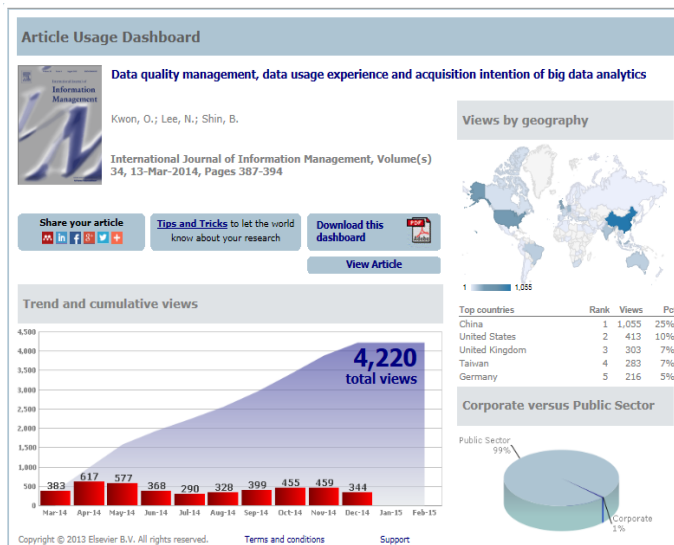 Article Usage Dashboard
Information
Management
Data quality management, data usage experience and acquisition intention of big data analytics
Kwon, O.; Lee, N.; Shin, B.
International Journal of Information Management, Volume(s)
34, 13-Mar-2014, Pages 387-394
Share your article
Tips and Tricks to let the world
know about your research
Download this
dashboard
PDF
View Article
Views by geography
1 1,055
Top countries Rank Views Pc
China 1 1,055 25%
United States 2 413 10%
United Kingdom 3 303 7%
Taiwan 4 283 7%
Germany 5 216 5%
Trend and cumulative views
4,500
4,000
3,500
3,000
2,500
2,000
1,500
1,000
500
0
4,220
total views
383 617 577 368 290 328 399 455 459 344
Mar-14 Apr-14 May-14 Jun-14 Jul-14 Aug-14 Sep-14 Oct-14 Nov-14 Dec-14 Jan-15 Feb-15
Corporate versus Public Sector
Public Sector
99%
Corporate
1%
Copyright © 2013 Elsevier B.V. All rights reserved. Terms and conditions Support